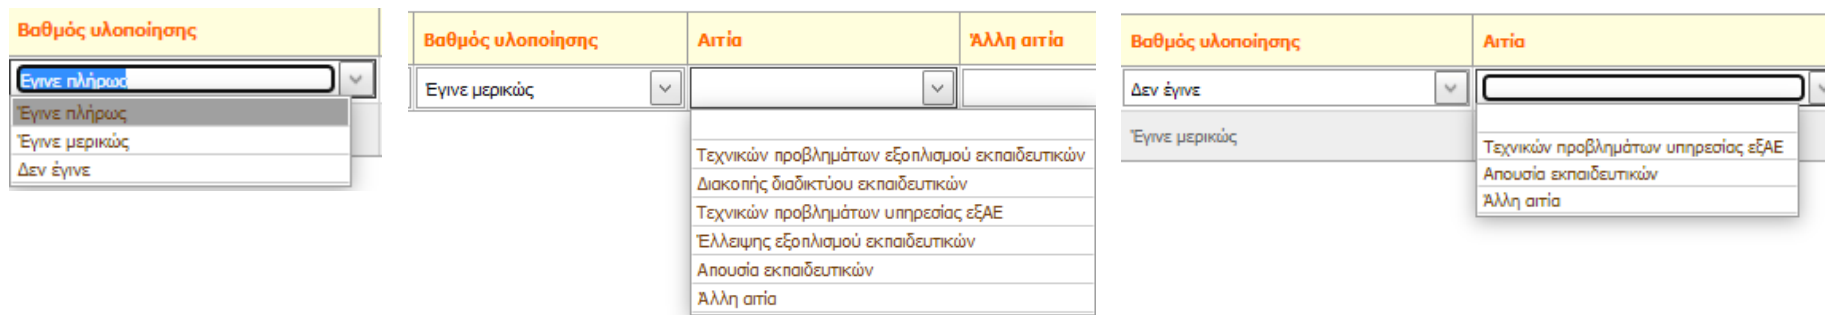 Βαθμός υλοποίησης
Έγινε πλήρως
Έγινε πλήρως
Έγινε μερικώς
Δεν έγινε
Βαθμός υλοποίησης Αιτία Άλλη αιτία
Έγινε μερικώς
Τεχνικών προβλημάτων εξοπλισμού εκπαιδευτικών
Διακοπής διαδικτύου εκπαιδευτικών
Τεχνικών προβλημάτων υπηρεσίας εξΑΕ
Έλλειψης εξοπλισμού εκπαιδευτικών
Απουσία εκπαιδευτικών
Άλλη αιτία
Βαθμός υλοποίησης Αιτία
Δεν έγινε
Έγινε μερικώς
Τεχνικών προβλημάτων υπηρεσίας εξΑΕ
Απουσία εκπαιδευτικών
Άλλη αιτία